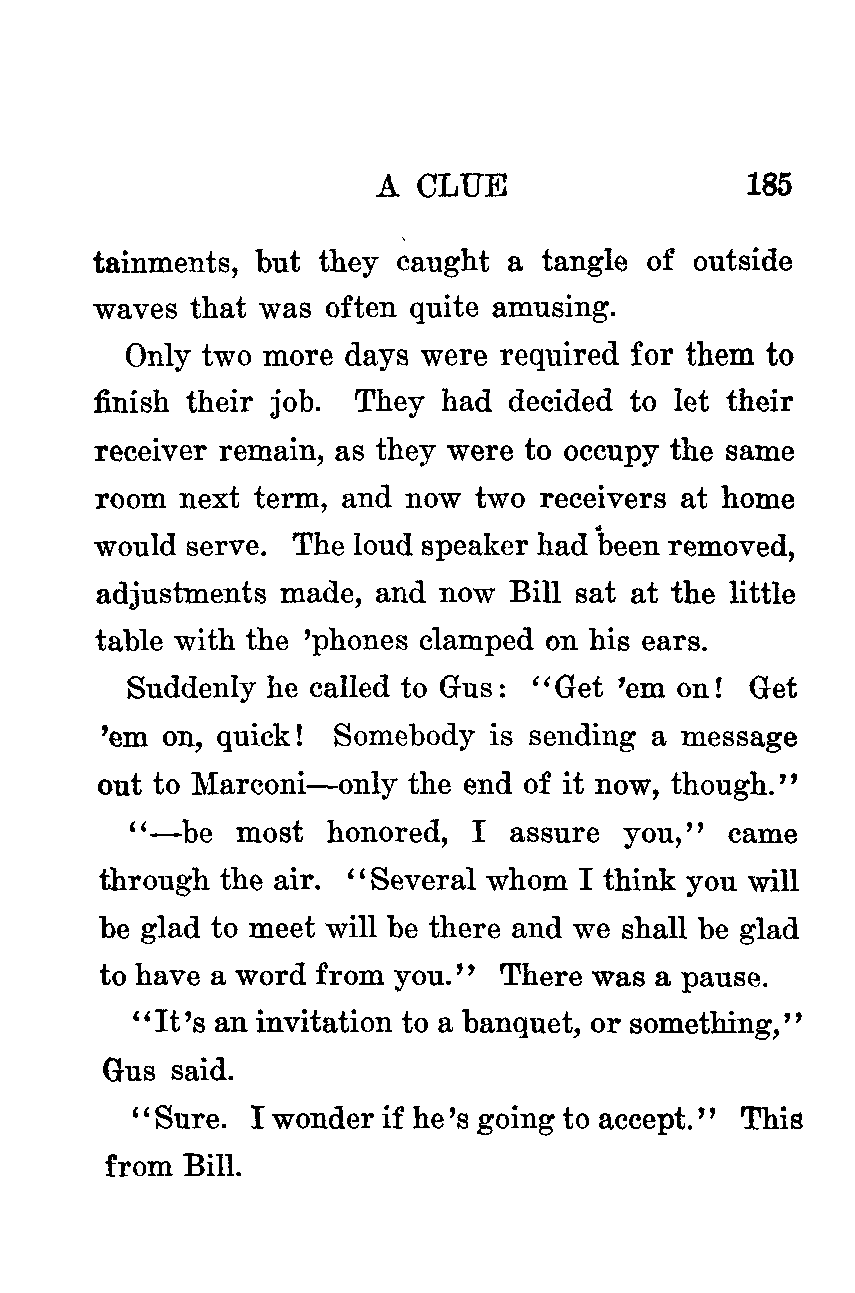 A CLUE 185
tainments, but they caught a tangle of outside
waves that was often quite amusing.
Only two more days were required for them to
finish their job. They had decided to let their
receiver remain, as they were to occupy the same
room next term, and now two receivers at home
would serve. The loud speaker had been removed,
adjustments made, and now Bill sat at the little
table with the ’phones clamped on his ears.
Suddenly he called to Gus: “Get ’em on! Get
’em on, quick! Somebody is sending a message
out to Marconi—only the end of it now, though.”
“—be most honored, I assure you,” came
through the air. “Several whom I think you will
be glad to meet will be there and we shall be glad
to have a word from you.” There was a pause.
“It’s an invitation to a banquet, or something,”
Gus said.
“Sure. I wonder if he’s going to accept.” This
from Bill.